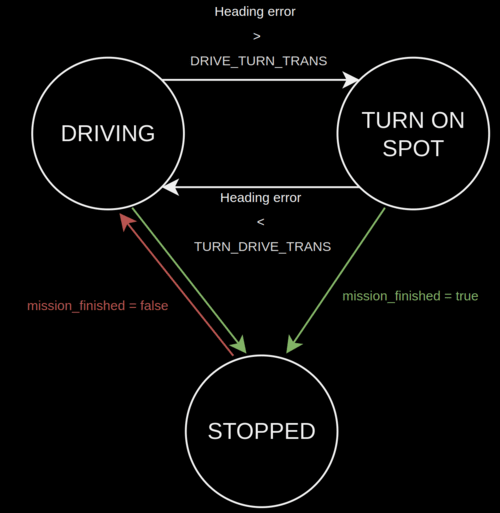 Heading error
>
DRIVE_TURN_TRANS
DRIVING
TURN ON
SPOT
Heading error
<
TURN_DRIVE_TRANS
mission_finished = false
mission_finished = true
STOPPED